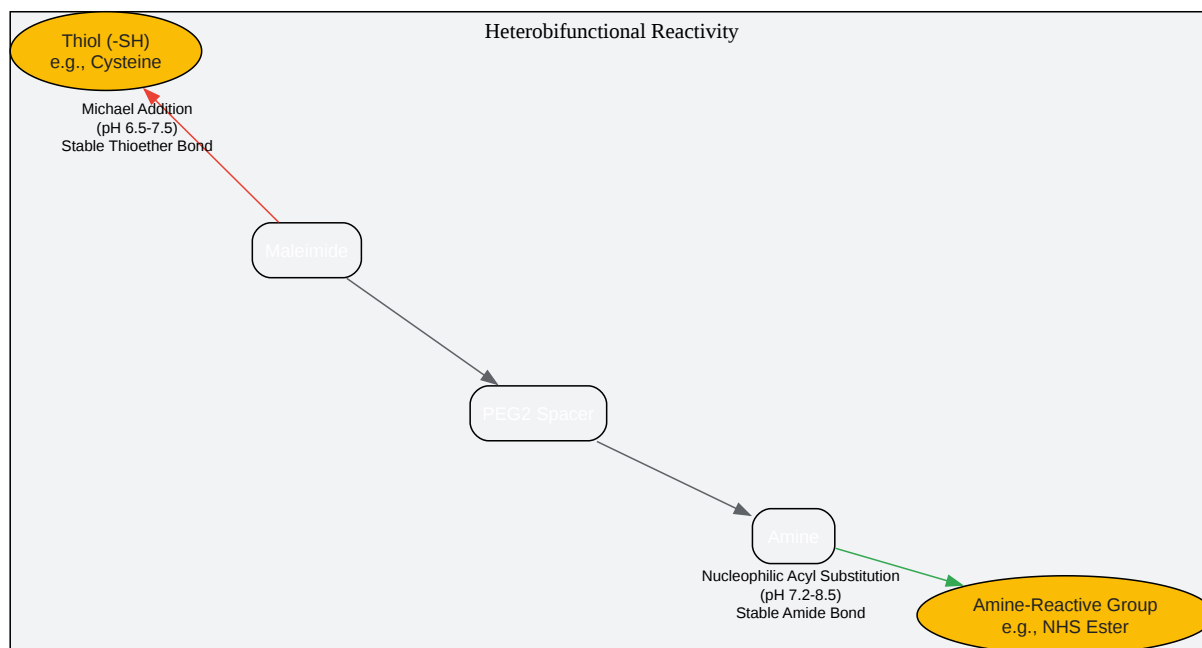 Heterobifunctional Reactivity
Thiol (-SH)
e.g., Cysteine
Michael Addition
(pH 6.5-7.5)
Stable Thioether Bond
Maleimide
PEG2 Spacer
Amine
Nucleophilic Acyl Substitution
(pH 7.2-8.5)
Stable Amide Bond
Amine-Reactive Group
e.g., NHS Ester